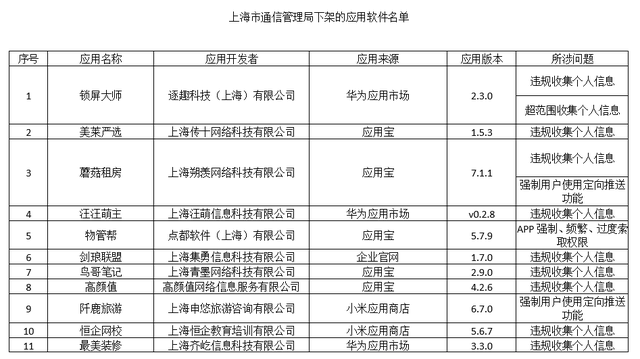 上海市通信管理局下架的应用软件名单
序号 应用名称 应用开发者 应用来源 应用版本 所涉问题
1 锁屏大师 逐趣科技（上海）有限公司 华为应用市场 2.3.0 违规收集个人信息
超范围收集个人信息
2 美莱严选 上海传十网络科技有限公司 应用宝 1.5.3 违规收集个人信息
3 蘑菇租房 上海朔羡网络科技有限公司 应用宝 7.1.1 违规收集个人信息
强制用户使用定向推送
功能
4 汪汪萌主 上海汪萌信息科技有限公司 华为应用市场 v0.2.8 违规收集个人信息
5 物管帮 点都软件（上海）有限公司 应用宝 5.7.9 APP 强制、频繁、过度索
取权限
6 剑琅联盟 上海集勇信息科技有限公司 企业官网 1.7.0 违规收集个人信息
7 鸟哥笔记 上海青墨网络科技有限公司 应用宝 2.9.0 违规收集个人信息
8 高颜值 高颜值网络信息服务有限公司 应用宝 4.2.6 违规收集个人信息
9 阡鹿旅游 上海申悠旅游咨询有限公司 小米应用商店 6.7.0 强制用户使用定向推送
功能
10 恒企网校 上海恒企教育培训有限公司 小米应用商店 5.6.7 违规收集个人信息
11 最美装修 上海齐屹信息科技有限公司 华为应用市场 3.3.0 违规收集个人信息